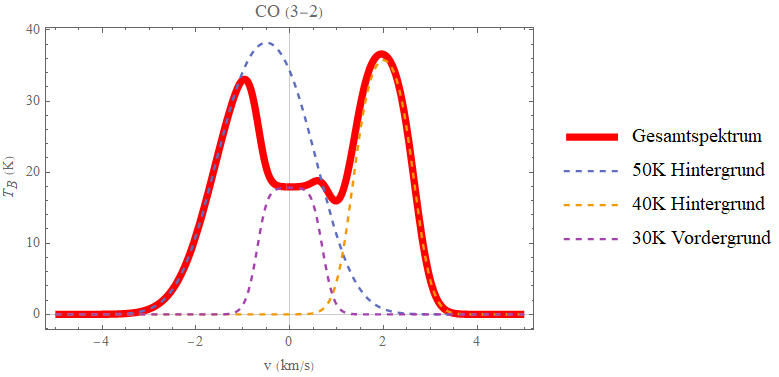 CO (3−2)
40
30
20
10
0
T_B (K)
−4
−2
0
2
4
v (km/s)
Gesamtspektrum
50K Hintergrund
40K Hintergrund
30K Vordergrund